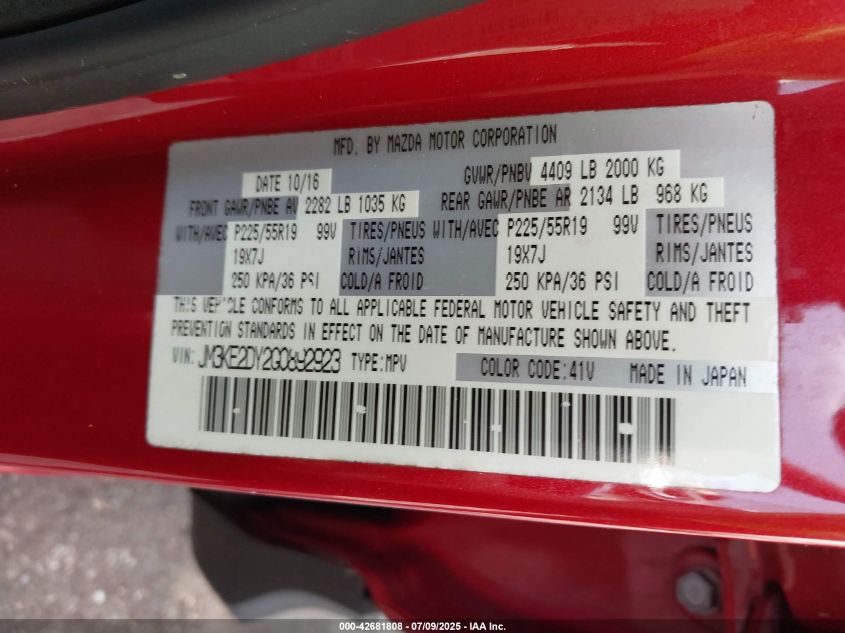 MFD. BY MAZDA MOTOR CORPORATION
DATE 10/16 GVWR/PNBV 4409 LB 2000 KG
FRONT GAWR/PNBE AV 2282 LB 1035 KG REAR GAWR/PNBE AR 2134 LB 968 KG
WITH/AVEC P225/55R19 99V TIRES/PNEUS WITH/AVEC P225/55R19 99V TIRES/PNEUS
19X7J RIMS/JANTES 19X7J RIMS/JANTES
250 KPA/36 PSI COLD/A FROID 250 KPA/36 PSI COLD/A FROID
THIS VEHICLE CONFORMS TO ALL APPLICABLE FEDERAL MOTOR VEHICLE SAFETY AND THEFT
PREVENTION STANDARDS IN EFFECT ON THE DATE OF MANUFACTURE SHOWN ABOVE.
VIN: JM3KE2DY2G0892923 TYPE:MPV COLOR CODE:41V MADE IN JAPAN
000-42681808 - 07/09/2025 - IAA Inc.